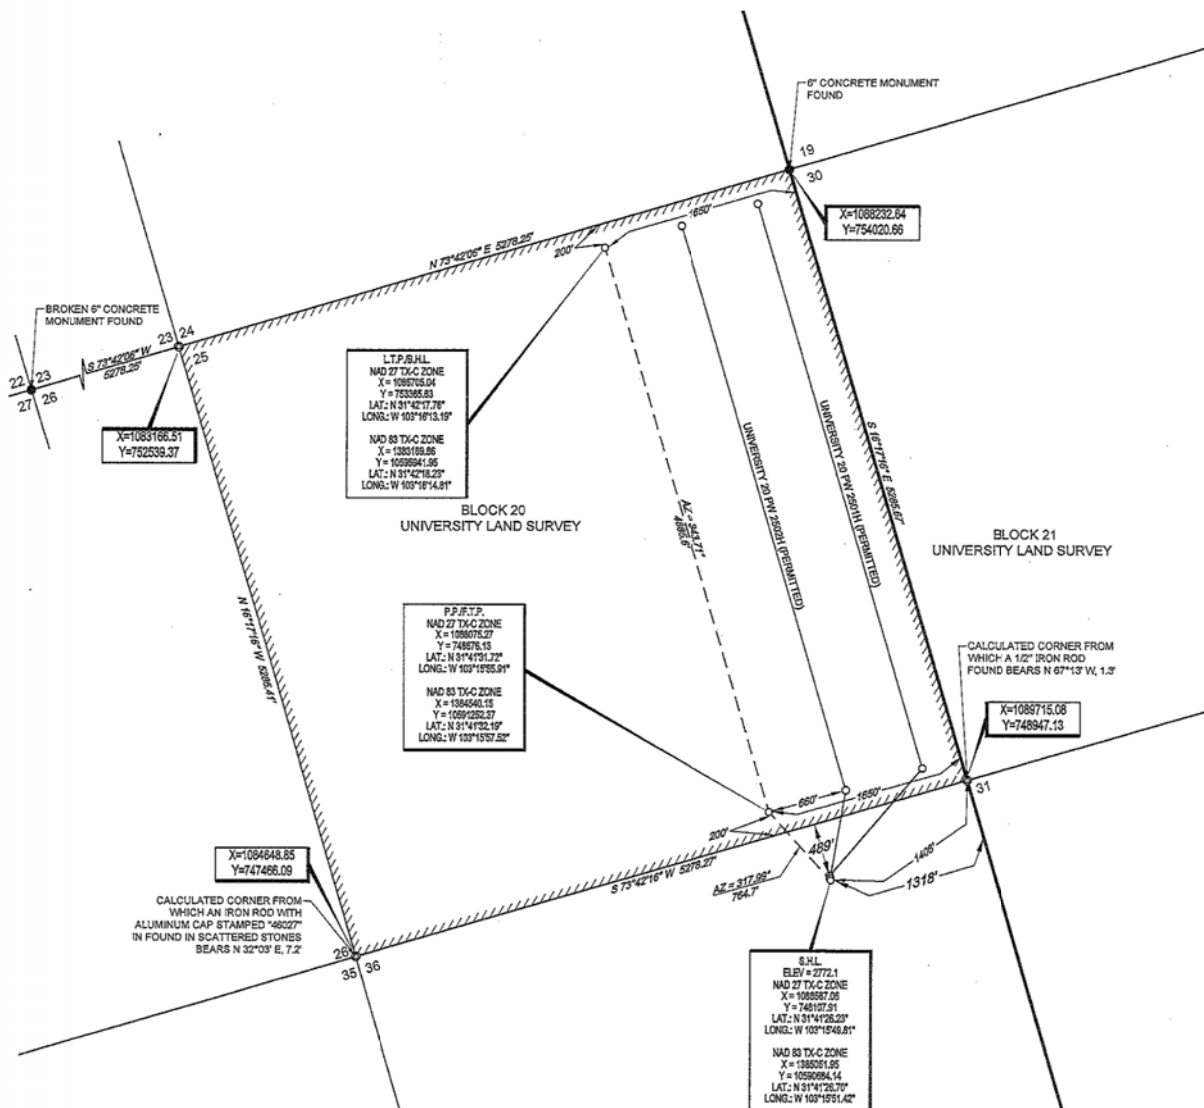 6" CONCRETE MONUMENT
FOUND
19
30
X=1088232.64
Y=754020.66
1650'
200'
N 73°42'06" E 5278.25'
BROKEN 6" CONCRETE
MONUMENT FOUND
23 24
25
S 73°42'06" W
5278.25'
22 23
27 26
X=1083166.51
Y=752539.37
L.T.P./B.H.L.
NAD 27 TX-C ZONE
X = 1086705.04
Y = 753365.63
LAT.: N 31°42'17.76"
LONG.: W 103°16'13.19"
NAD 83 TX-C ZONE
X = 1383169.86
Y = 10595941.95
LAT.: N 31°42'18.23"
LONG.: W 103°16'14.81"
BLOCK 20
UNIVERSITY LAND SURVEY
AZ = 343.71°
UNIVERSITY 20 PW 2502H (PERMITTED)
UNIVERSITY 20 PW 2501H (PERMITTED)
S 16°17'16" E 5285.67'
BLOCK 21
UNIVERSITY LAND SURVEY
N 16°17'16" W 5285.41'
P.P./F.T.P.
NAD 27 TX-C ZONE
X = 1088075.27
Y = 748676.13
LAT.: N 31°41'31.72"
LONG.: W 103°15'55.91"
NAD 83 TX-C ZONE
X = 1384540.15
Y = 10591252.37
LAT.: N 31°41'32.19"
LONG.: W 103°15'57.52"
CALCULATED CORNER FROM
WHICH A 1/2" IRON ROD
FOUND BEARS N 67°13' W, 1.3'
X=1089715.08
Y=748947.13
31
660'
1650'
200'
489'
1406'
1318'
S 73°42'16" W 5278.27'
AZ = 317.99°
764.7'
X=1084648.85
Y=747466.09
CALCULATED CORNER FROM
WHICH AN IRON ROD WITH
ALUMINUM CAP STAMPED "46027"
IN FOUND IN SCATTERED STONES
BEARS N 32°03' E, 7.2'
26
35 36
S.H.L.
ELEV = 2772.1
NAD 27 TX-C ZONE
X = 1088587.06
Y = 748107.91
LAT.: N 31°41'26.23"
LONG.: W 103°15'49.81"
NAD 83 TX-C ZONE
X = 1385051.95
Y = 10590684.14
LAT.: N 31°41'26.70"
LONG.: W 103°15'51.42"